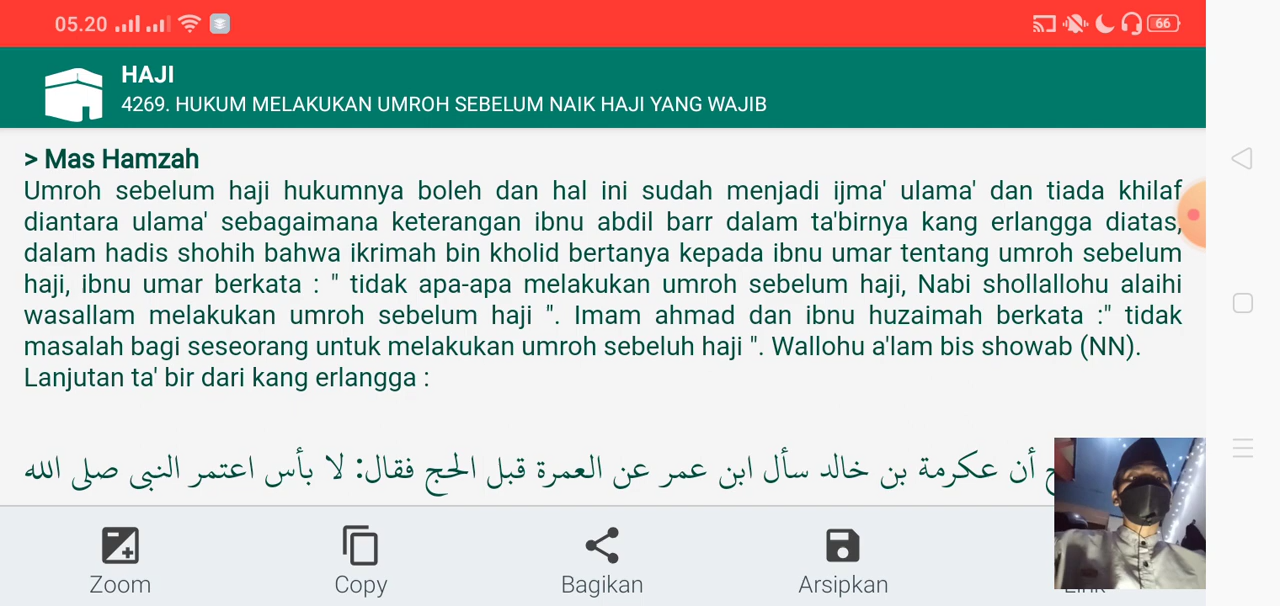 05.20
66
HAJI
4269. HUKUM MELAKUKAN UMROH SEBELUM NAIK HAJI YANG WAJIB
> Mas Hamzah
Umroh sebelum haji hukumnya boleh dan hal ini sudah menjadi ijma' ulama' dan tiada khilaf
diantara ulama' sebagaimana keterangan ibnu abdil barr dalam ta'birnya kang erlangga diatas,
dalam hadis shohih bahwa ikrimah bin kholid bertanya kepada ibnu umar tentang umroh sebelum
haji, ibnu umar berkata : " tidak apa-apa melakukan umroh sebelum haji, Nabi shollallohu alaihi
wasallam melakukan umroh sebelum haji ". Imam ahmad dan ibnu huzaimah berkata :" tidak
masalah bagi seseorang untuk melakukan umroh sebeluh haji ". Wallohu a'lam bis showab (NN).
Lanjutan ta' bir dari kang erlangga :
أن عكرمة بن خالد سأل ابن عمر عن العمرة قبل الحج فقال: لا بأس اعتمر النبى صلى الله
Zoom
Copy
Bagikan
Arsipkan
Link